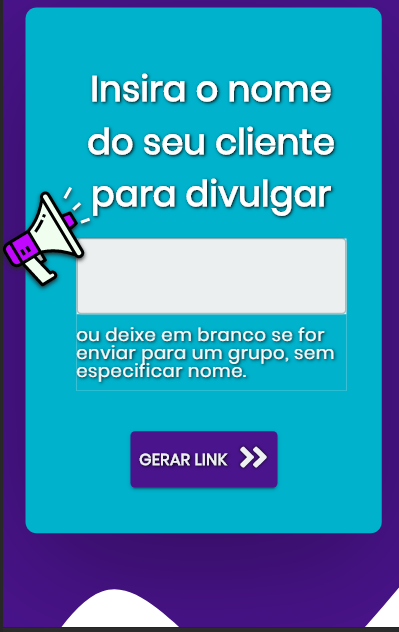 Insira o nome
do seu cliente
para divulgar
ou deixe em branco se for
enviar para um grupo, sem
especificar nome.
GERAR LINK